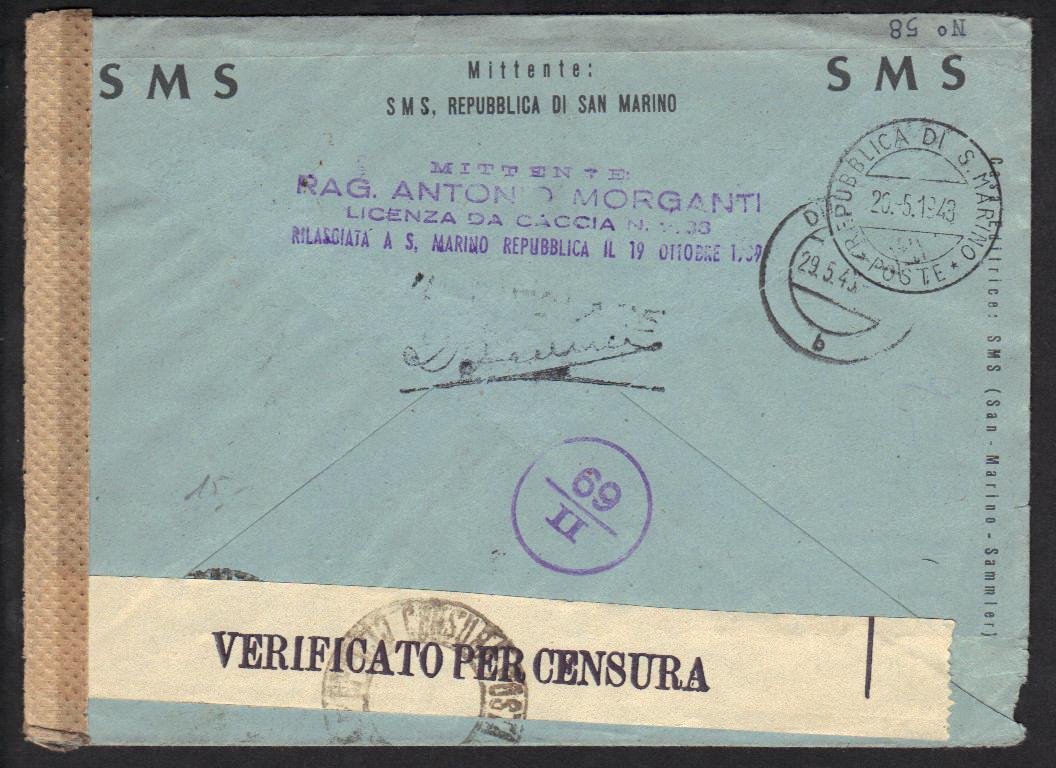 No 58
SMS
Mittente:
SMS, REPUBBLICA DI SAN MARINO
SMS
MITTENTE:
RAG. ANTONIO MORGANTI
LICENZA DA CACCIA N.
RILASCIATA A S. MARINO REPUBBLICA IL 19 OTTOBRE
REPUBBLICA DI S. MARINO
20.-5.1943
POSTE
29.5.43
b
SMS (San-Marino-Sammler)
69
II
15-
VERIFICATO PER CENSURA